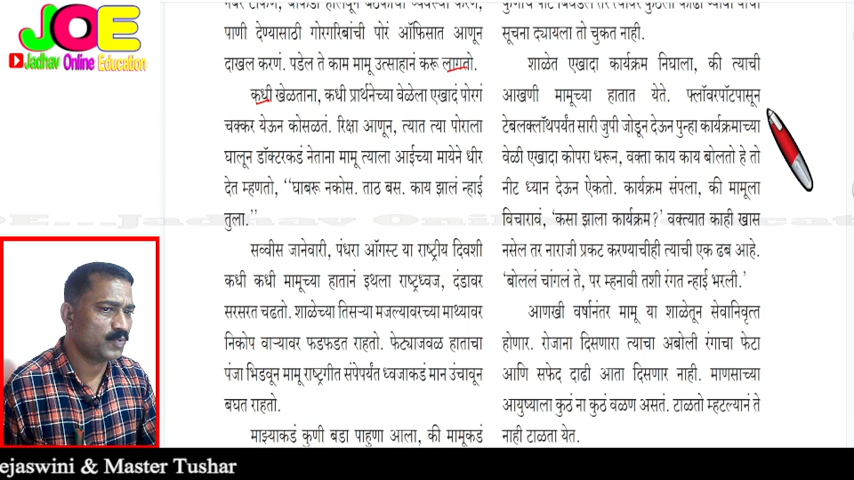 JOE
Jadhav Online Education
पाणी देण्यासाठी गोरगरिबांची पोरं ऑफिसात आणून
दाखल करणं. पडेल ते काम मामू उत्साहानं करू लागतो.
कधी खेळताना, कधी प्रार्थनेच्या वेळेला एखादं पोरगं
चक्कर येऊन कोसळतं. रिक्षा आणून, त्यात त्या पोराला
घालून डॉक्टरकडं नेताना मामू त्याला आईच्या मायेने धीर
देत म्हणतो, ‘‘घाबरू नकोस. ताठ बस. काय झालं न्हाई
तुला.’’
सव्वीस जानेवारी, पंधरा ऑगस्ट या राष्ट्रीय दिवशी
कधी कधी मामूच्या हातानं इथला राष्ट्रध्वज, दंडावर
सरसरत चढतो. शाळेच्या तिसऱ्या मजल्यावरच्या माथ्यावर
निकोप वाऱ्यावर फडफडत राहतो. फेट्याजवळ हाताचा
पंजा भिडवून मामू राष्ट्रगीत संपेपर्यंत ध्वजाकडं मान उंचावून
बघत राहतो.
माझ्याकडं कुणी बडा पाहुणा आला, की मामूकडं
सूचना द्यायला तो चुकत नाही.
शाळेत एखादा कार्यक्रम निघाला, की त्याची
आखणी मामूच्या हातात येते. फ्लॉवरपॉटपासून
टेबलक्लॉथपर्यंत सारी जुपी जोडून देऊन पुन्हा कार्यक्रमाच्या
वेळी एखादा कोपरा धरून, वक्ता काय काय बोलतो हे तो
नीट ध्यान देऊन ऐकतो. कार्यक्रम संपला, की मामूला
विचारावं, ‘कसा झाला कार्यक्रम?’ वक्त्यात काही खास
नसेल तर नाराजी प्रकट करण्याचीही त्याची एक ढब आहे.
‘बोललं चांगलं ते, पर म्हनावी तशी रंगत न्हाई भरली.’
आणखी वर्षानंतर मामू या शाळेतून सेवानिवृत्त
होणार. रोजाना दिसणारा त्याचा अबोली रंगाचा फेटा
आणि सफेद दाढी आता दिसणार नाही. माणसाच्या
आयुष्याला कुठं ना कुठं वळण असतं. टाळतो म्हटल्यानं ते
नाही टाळता येत.
ejaswini & Master Tushar